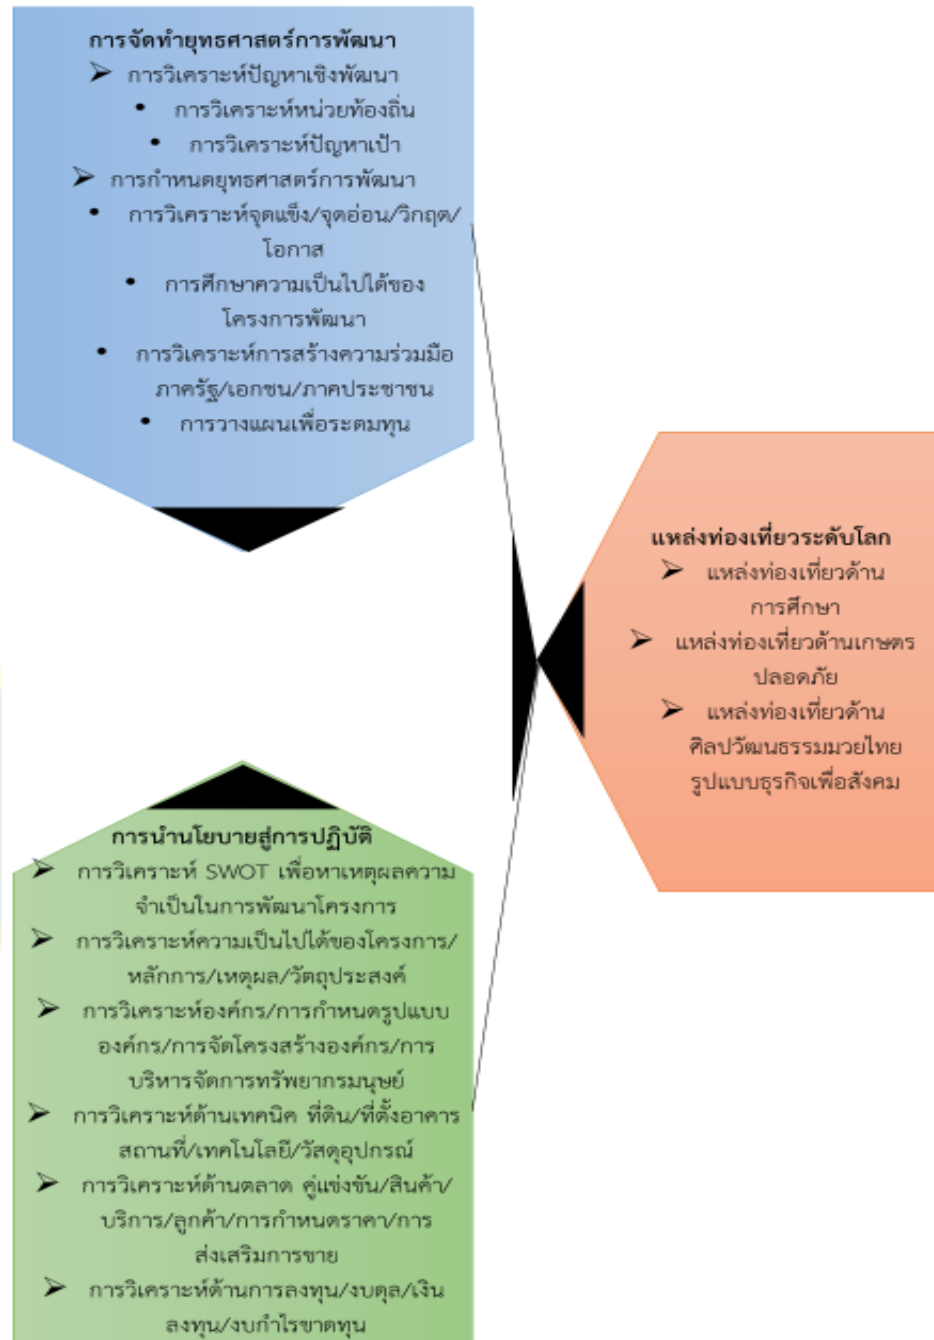 การจัดทำยุทธศาสตร์การพัฒนา
➢ การวิเคราะห์ปัญหาเชิงพัฒนา
• การวิเคราะห์หน่วยท้องถิ่น
• การวิเคราะห์ปัญหาเป้า
➢ การกำหนดยุทธศาสตร์การพัฒนา
• การวิเคราะห์จุดแข็ง/จุดอ่อน/วิกฤต/
โอกาส
• การศึกษาความเป็นไปได้ของ
โครงการพัฒนา
• การวิเคราะห์การสร้างความร่วมมือ
ภาครัฐ/เอกชน/ภาคประชาชน
• การวางแผนเพื่อระดมทุน
แหล่งท่องเที่ยวระดับโลก
➢ แหล่งท่องเที่ยวด้าน
การศึกษา
➢ แหล่งท่องเที่ยวด้านเกษตร
ปลอดภัย
➢ แหล่งท่องเที่ยวด้าน
ศิลปวัฒนธรรมมวยไทย
รูปแบบธุรกิจเพื่อสังคม
การนำนโยบายสู่การปฏิบัติ
➢ การวิเคราะห์ SWOT เพื่อหาเหตุผลความ
จำเป็นในการพัฒนาโครงการ
➢ การวิเคราะห์ความเป็นไปได้ของโครงการ/
หลักการ/เหตุผล/วัตถุประสงค์
➢ การวิเคราะห์องค์กร/การกำหนดรูปแบบ
องค์กร/การจัดโครงสร้างองค์กร/การ
บริหารจัดการทรัพยากรมนุษย์
➢ การวิเคราะห์ด้านเทคนิค ที่ดิน/ที่ตั้งอาคาร
สถานที่/เทคโนโลยี/วัสดุอุปกรณ์
➢ การวิเคราะห์ด้านตลาด คู่แข่งขัน/สินค้า/
บริการ/ลูกค้า/การกำหนดราคา/การ
ส่งเสริมการขาย
➢ การวิเคราะห์ด้านการลงทุน/งบดุล/เงิน
ลงทุน/งบกำไรขาดทุน